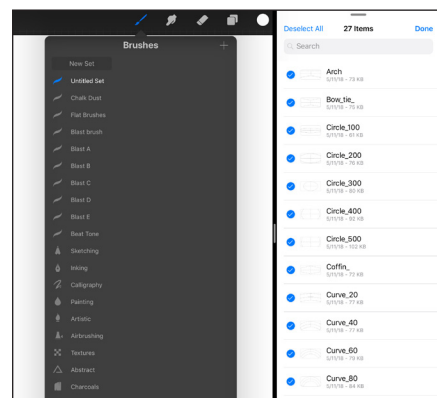 Brushes
New Set
Untitled Set
Chalk Dust
Flat Brushes
Blast brush
Blast A
Blast B
Blast C
Blast D
Blast E
Beat Tone
Sketching
Inking
Calligraphy
Painting
Artistic
Airbrushing
Textures
Abstract
Charcoals
Deselect All 27 Items Done
Search
Arch
5/11/18 - 73 KB
Bow_tie_
5/11/18 - 75 KB
Circle_100
5/11/18 - 61 KB
Circle_200
5/11/18 - 76 KB
Circle_300
5/11/18 - 80 KB
Circle_400
5/11/18 - 92 KB
Circle_500
5/11/18 - 102 KB
Coffin_
5/11/18 - 72 KB
Curve_20
5/11/18 - 77 KB
Curve_40
5/11/18 - 77 KB
Curve_60
5/11/18 - 79 KB
Curve_80
5/11/18 - 84 KB